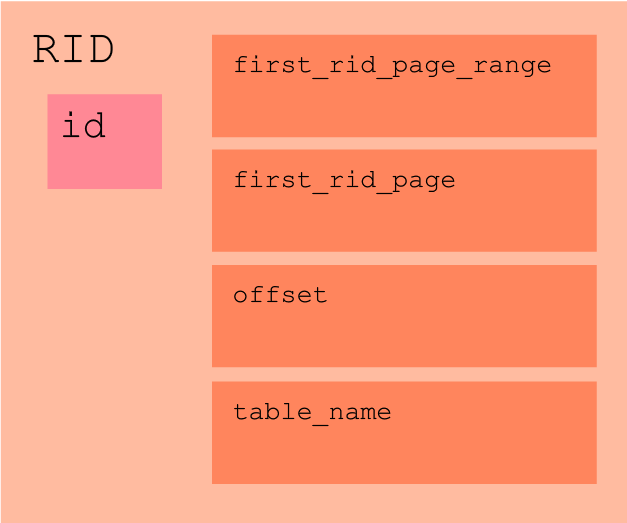 RID
id
first_rid_page_range
first_rid_page
offset
table_name